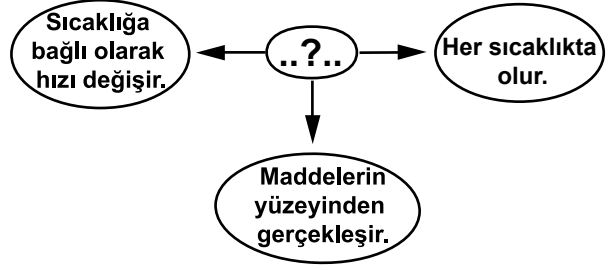 Sıcaklığa
bağlı olarak
hızı değişir.
..?..
Her sıcaklıkta
olur.
Maddelerin
yüzeyinden
gerçekleşir.